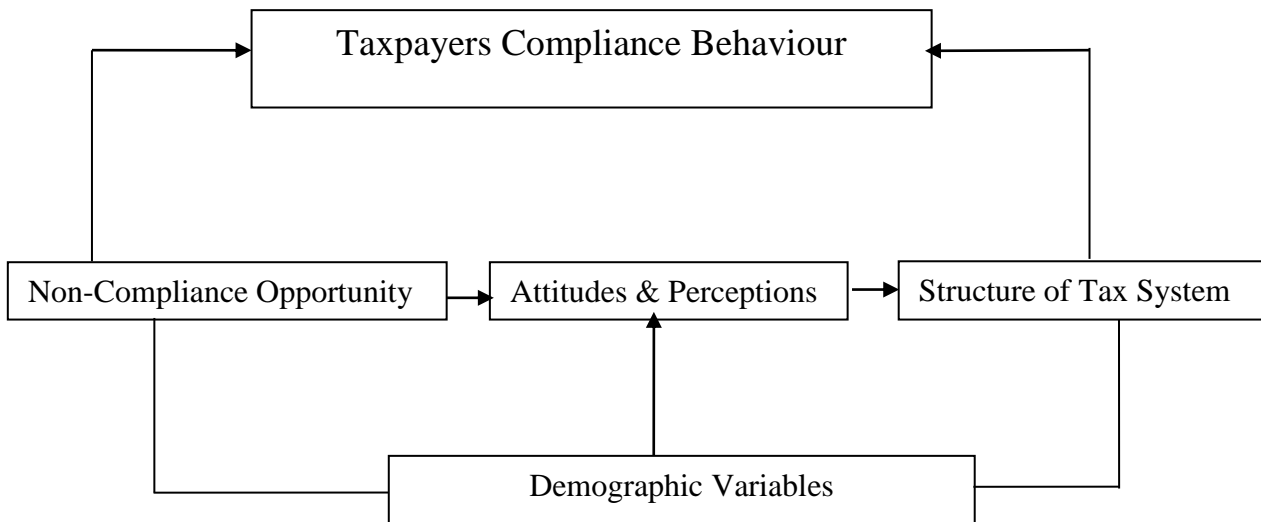 Taxpayers Compliance Behaviour
Non-Compliance Opportunity
Attitudes & Perceptions
Structure of Tax System
Demographic Variables